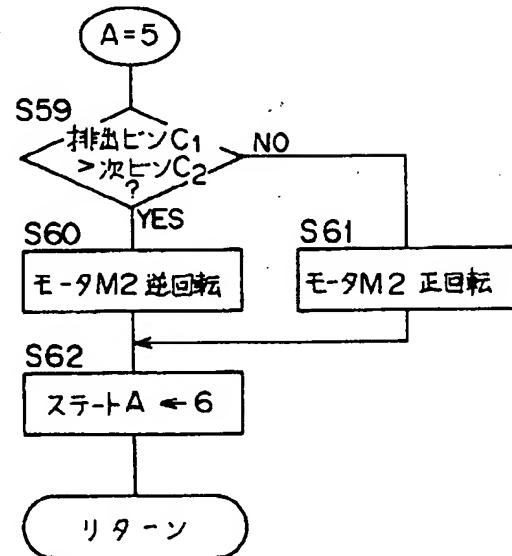 A=5
S59
排出ビンC₁
>次ビンC₂
?
NO
YES
S60
モータM2 逆回転
S61
モータM2 正回転
S62
ステートA ← 6
リターン